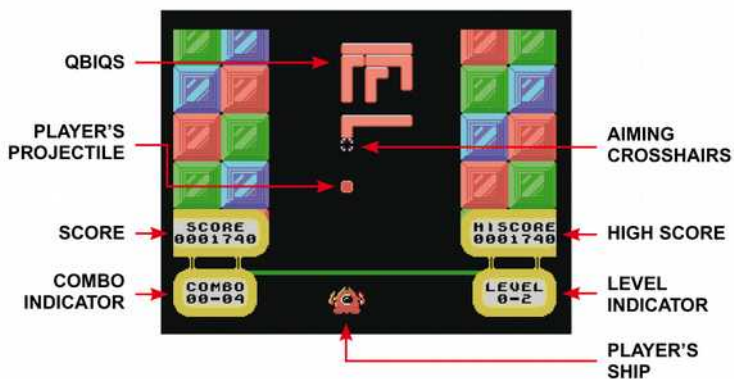 QBIQS
PLAYER'S
PROJECTILE
SCORE
COMBO
INDICATOR
SCORE
0001740
COMBO
00-04
HISCORE
0001740
LEVEL
0-2
AIMING
CROSSHAIRS
HIGH SCORE
LEVEL
INDICATOR
PLAYER'S
SHIP